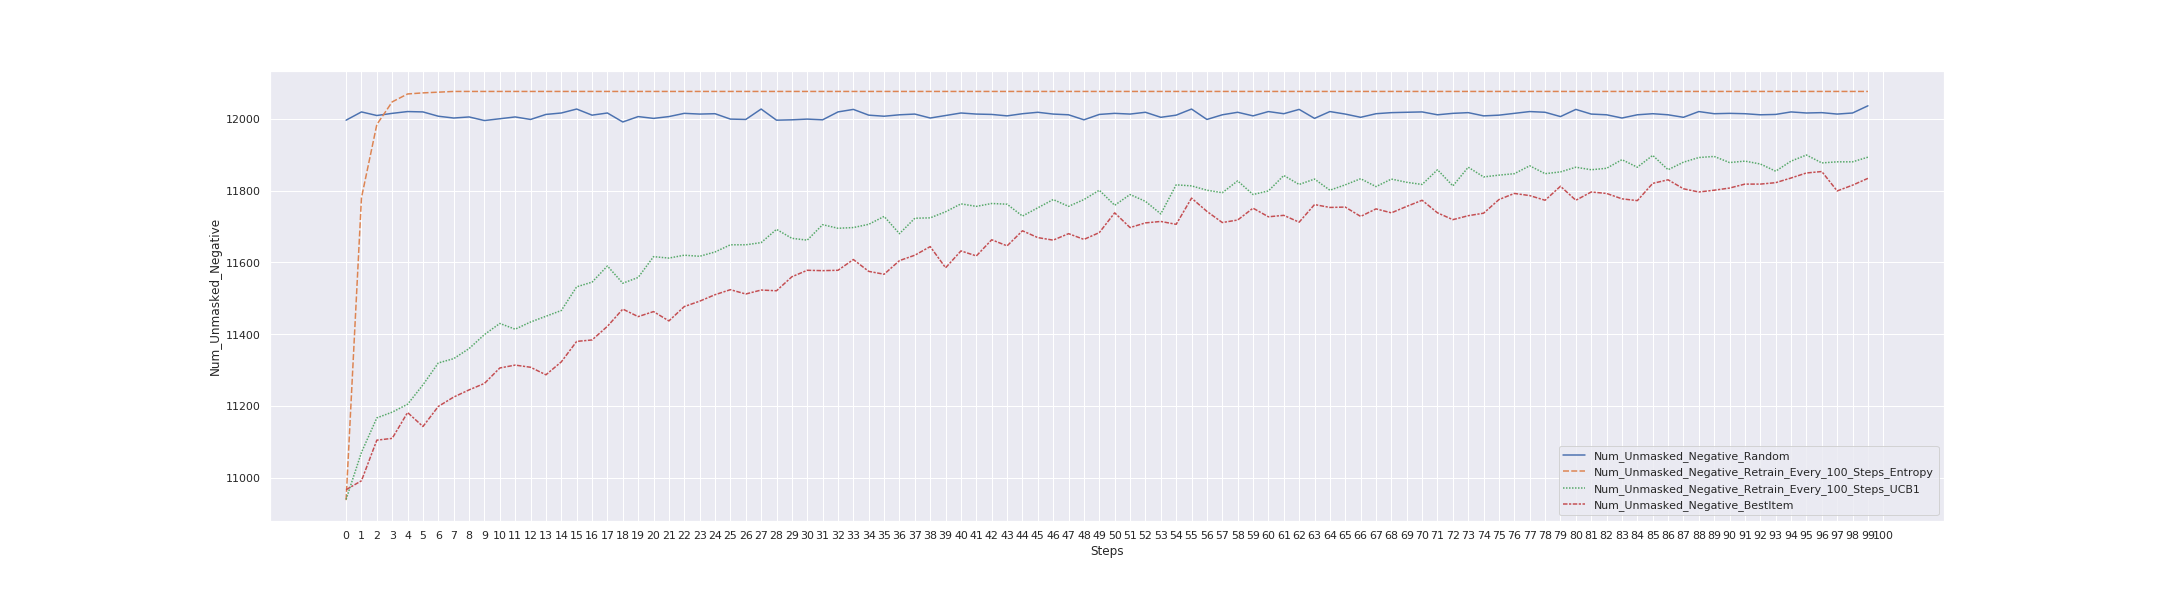 12000
11800
11600
11400
11200
11000
Num_Unmasked_Negative
Num_Unmasked_Negative_Random
Num_Unmasked_Negative_Retrain_Every_100_Steps_Entropy
Num_Unmasked_Negative_Retrain_Every_100_Steps_UCB1
Num_Unmasked_Negative_BestItem
0 1 2 3 4 5 6 7 8 9 10 11 12 13 14 15 16 17 18 19 20 21 22 23 24 25 26 27 28 29 30 31 32 33 34 35 36 37 38 39 40 41 42 43 44 45 46 47 48 49 50 51 52 53 54 55 56 57 58 59 60 61 62 63 64 65 66 67 68 69 70 71 72 73 74 75 76 77 78 79 80 81 82 83 84 85 86 87 88 89 90 91 92 93 94 95 96 97 98 99 100
Steps